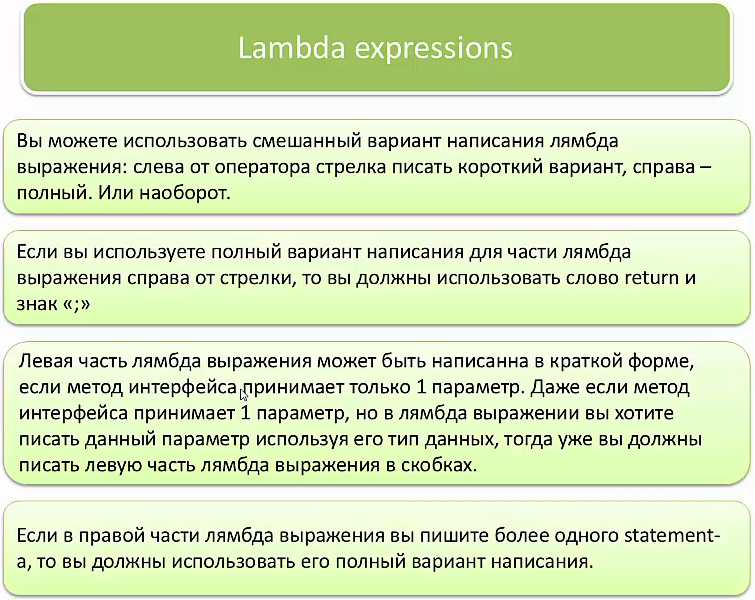 Lambda expressions
Вы можете использовать смешанный вариант написания лямбда
выражения: слева от оператора стрелка писать короткий вариант, справа –
полный. Или наоборот.
Если вы используете полный вариант написания для части лямбда
выражения справа от стрелки, то вы должны использовать слово return и
знак «;»
Левая часть лямбда выражения может быть написанна в краткой форме,
если метод интерфейса принимает только 1 параметр. Даже если метод
интерфейса принимает 1 параметр, но в лямбда выражении вы хотите
писать данный параметр используя его тип данных, тогда уже вы должны
писать левую часть лямбда выражения в скобках.
Если в правой части лямбда выражения вы пишите более одного statement-
а, то вы должны использовать его полный вариант написания.